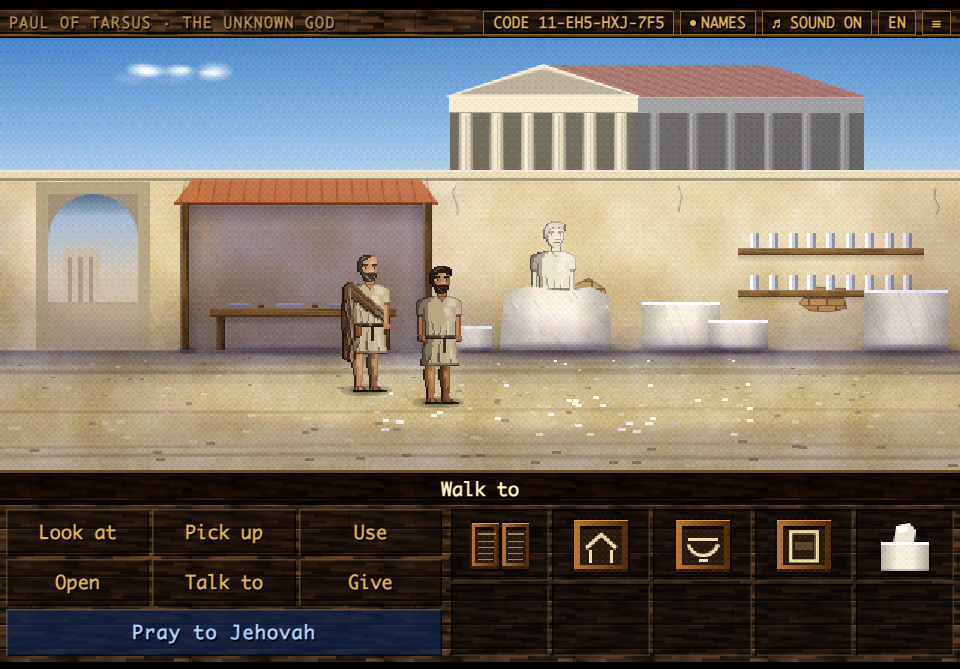 PAUL OF TARSUS · THE UNKNOWN GOD
CODE 11-EH5-HXJ-7F5
• NAMES
♬ SOUND ON
EN
≡
Walk to
Look at
Pick up
Use
Open
Talk to
Give
Pray to Jehovah